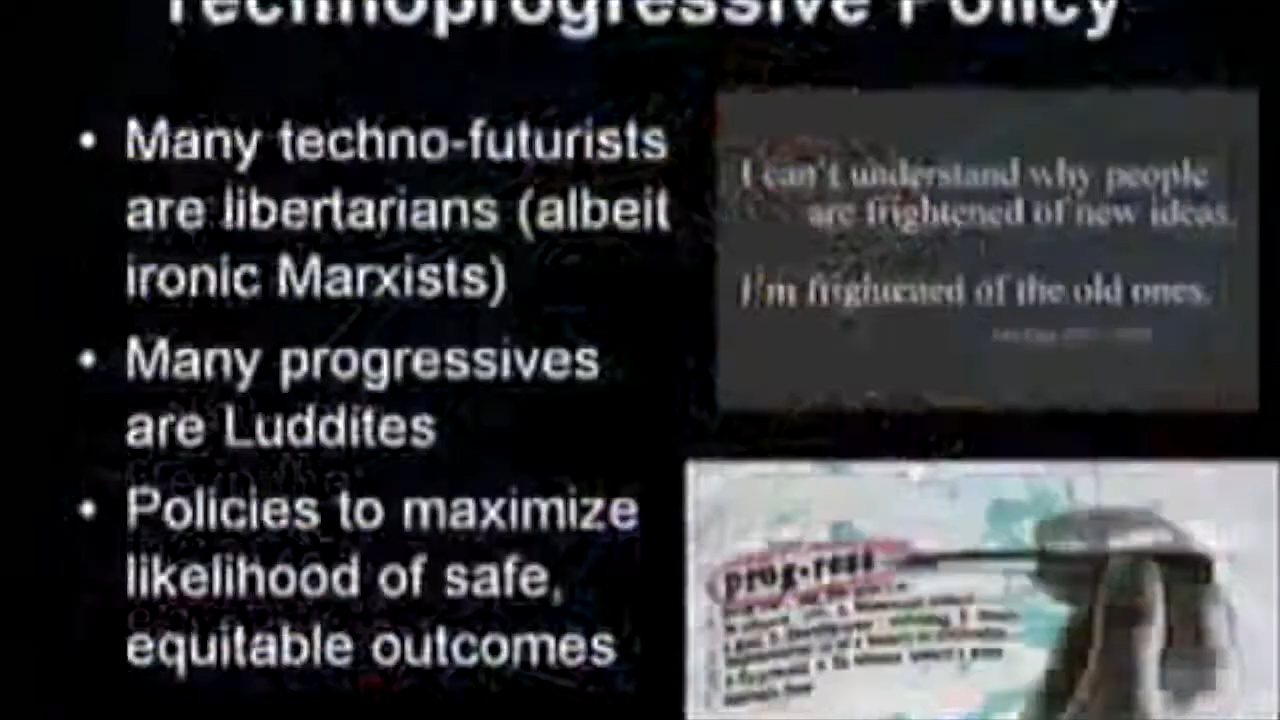 Technoprogressive Policy
• Many techno-futurists
are libertarians (albeit
ironic Marxists)
• Many progressives
are Luddites
• Policies to maximize
likelihood of safe,
equitable outcomes
I can't understand why people
are frightened of new ideas.
I'm frightened of the old ones.
prog·ress